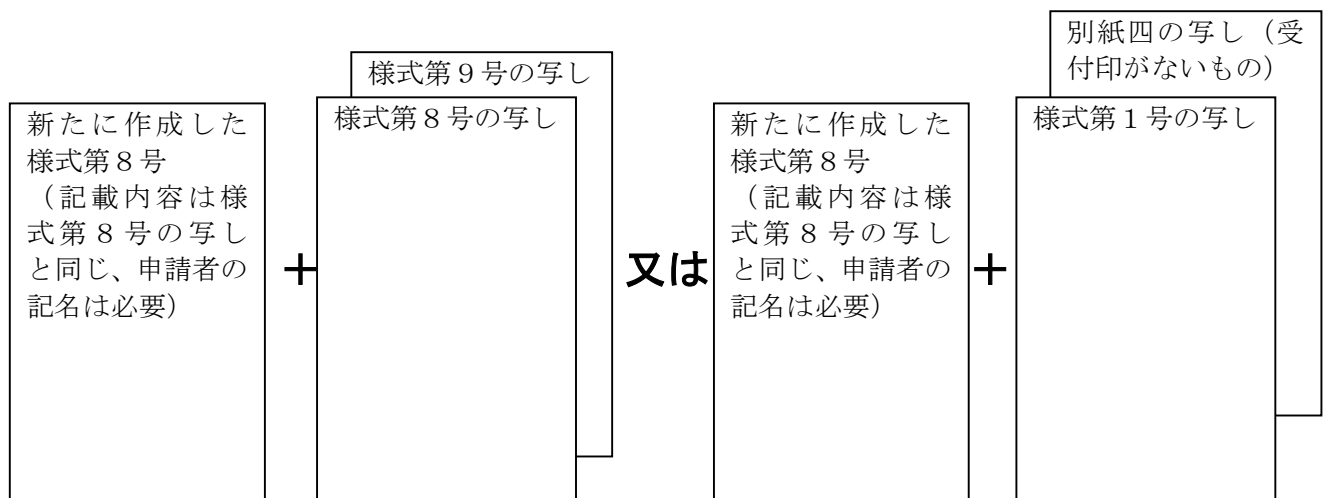 新たに作成した
様式第８号
（記載内容は様
式第８号の写し
と同じ、申請者の
記名は必要）
＋
様式第９号の写し
様式第８号の写し
又は
新たに作成した
様式第８号
（記載内容は様
式第８号の写し
と同じ、申請者の
記名は必要）
＋
別紙四の写し（受
付印がないもの）
様式第１号の写し